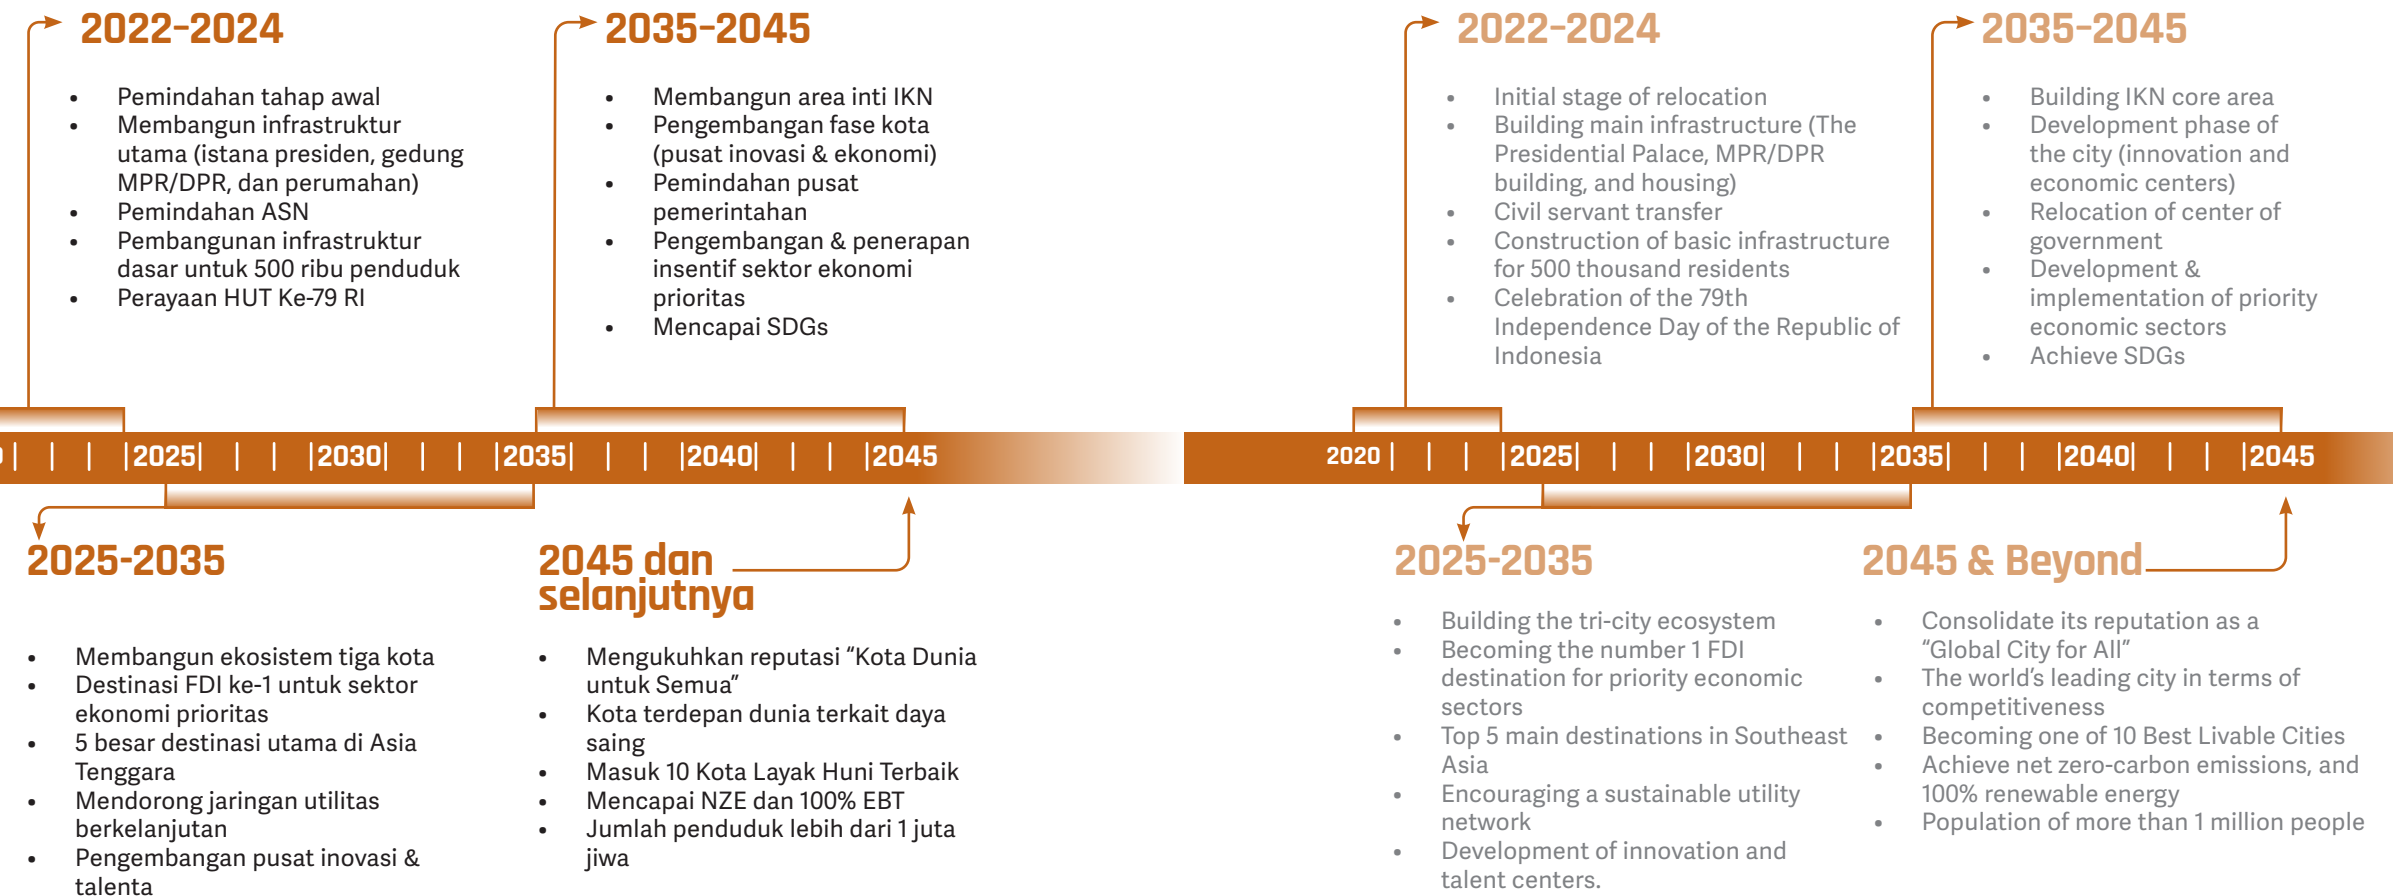 2022–2024
• Pemindahan tahap awal
• Membangun infrastruktur
utama (istana presiden, gedung
MPR/DPR, dan perumahan)
• Pemindahan ASN
• Pembangunan infrastruktur
dasar untuk 500 ribu penduduk
• Perayaan HUT Ke-79 RI
2035–2045
• Membangun area inti IKN
• Pengembangan fase kota
(pusat inovasi & ekonomi)
• Pemindahan pusat
pemerintahan
• Pengembangan & penerapan
insentif sektor ekonomi
prioritas
• Mencapai SDGs
2025 2030 2035 2040 2045
2025-2035
• Membangun ekosistem tiga kota
• Destinasi FDI ke-1 untuk sektor
ekonomi prioritas
• 5 besar destinasi utama di Asia
Tenggara
• Mendorong jaringan utilitas
berkelanjutan
• Pengembangan pusat inovasi &
talenta
2045 dan
selanjutnya
• Mengukuhkan reputasi “Kota Dunia
untuk Semua”
• Kota terdepan dunia terkait daya
saing
• Masuk 10 Kota Layak Huni Terbaik
• Mencapai NZE dan 100% EBT
• Jumlah penduduk lebih dari 1 juta
jiwa
2022–2024
• Initial stage of relocation
• Building main infrastructure (The
Presidential Palace, MPR/DPR
building, and housing)
• Civil servant transfer
• Construction of basic infrastructure
for 500 thousand residents
• Celebration of the 79th
Independence Day of the Republic of
Indonesia
2035–2045
• Building IKN core area
• Development phase of
the city (innovation and
economic centers)
• Relocation of center of
government
• Development &
implementation of priority
economic sectors
• Achieve SDGs
2020 2025 2030 2035 2040 2045
2025-2035
• Building the tri-city ecosystem
• Becoming the number 1 FDI
destination for priority economic
sectors
• Top 5 main destinations in Southeast
Asia
• Encouraging a sustainable utility
network
• Development of innovation and
talent centers.
2045 & Beyond
• Consolidate its reputation as a
“Global City for All”
• The world’s leading city in terms of
competitiveness
• Becoming one of 10 Best Livable Cities
• Achieve net zero-carbon emissions, and
100% renewable energy
• Population of more than 1 million people